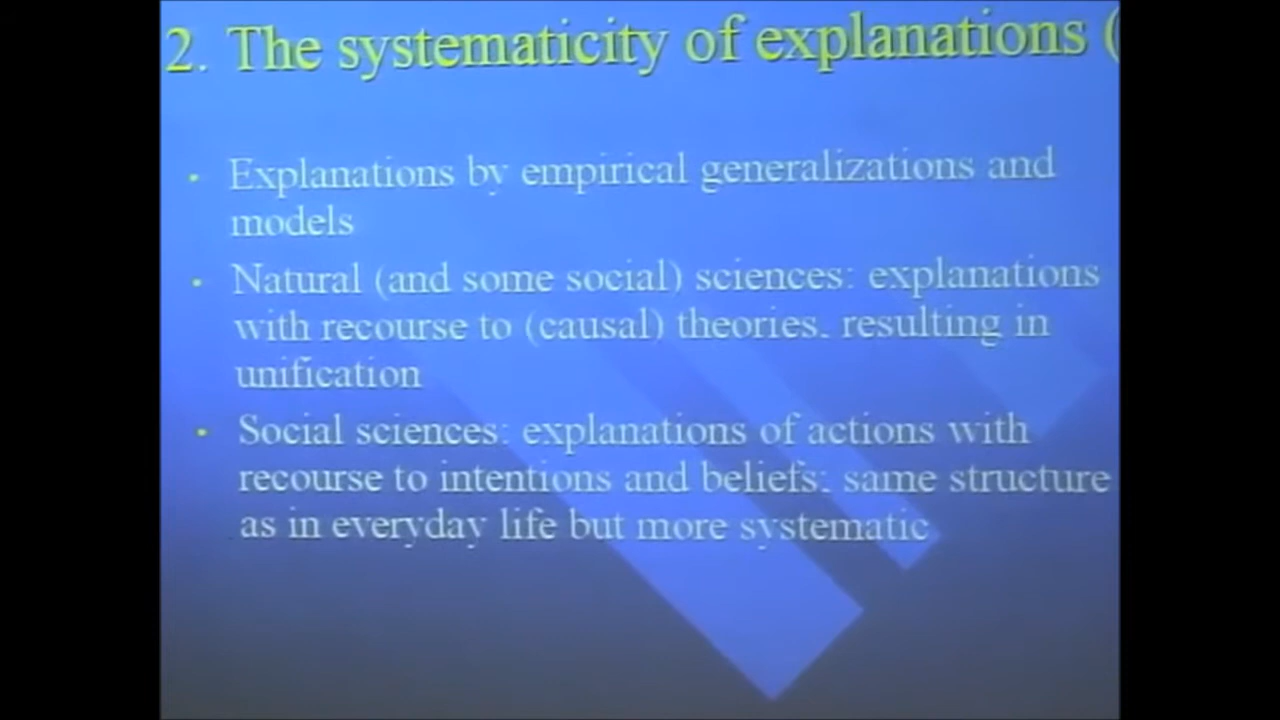 2. The systematicity of explanations (
• Explanations by empirical generalizations and
models
• Natural (and some social) sciences: explanations
with recourse to (causal) theories, resulting in
unification
• Social sciences: explanations of actions with
recourse to intentions and beliefs; same structure
as in everyday life but more systematic